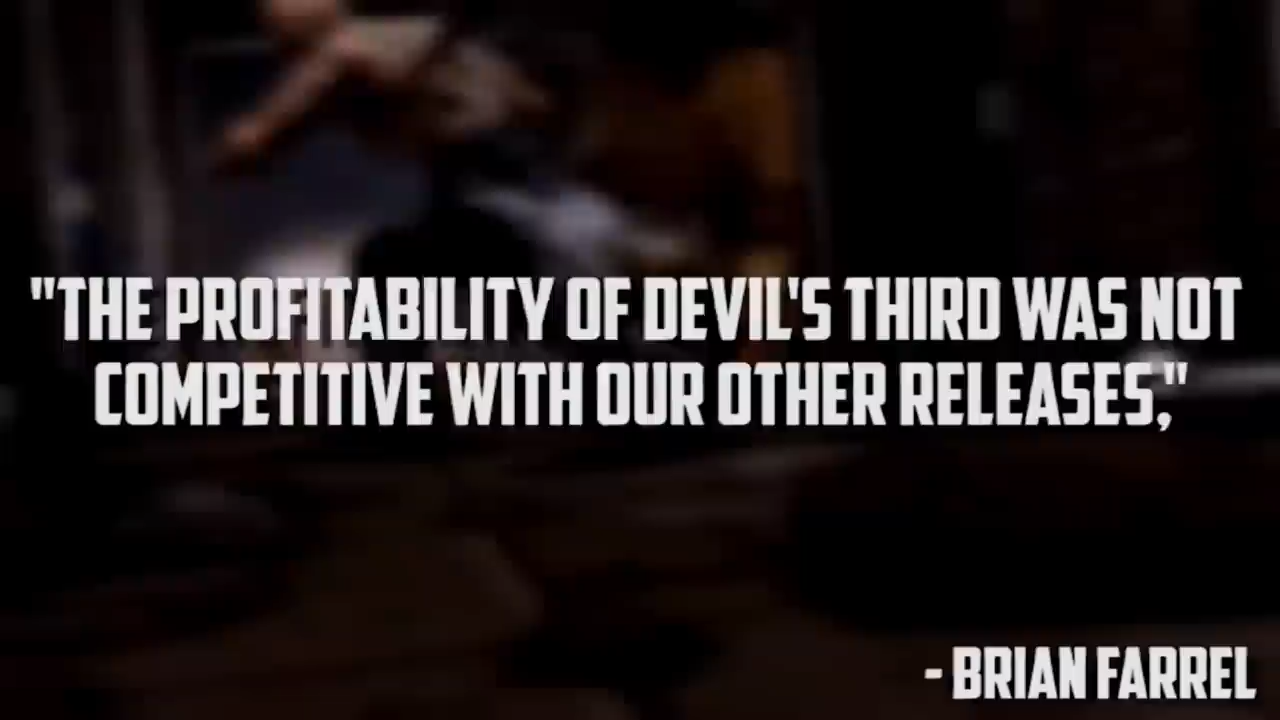 "THE PROFITABILITY OF DEVIL'S THIRD WAS NOT
COMPETITIVE WITH OUR OTHER RELEASES,"
- BRIAN FARREL